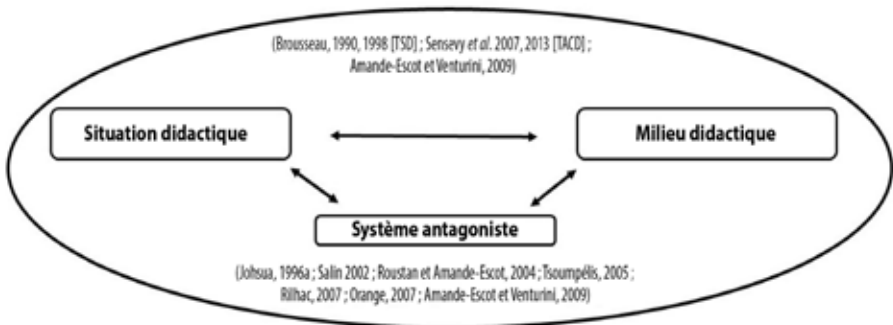 (Brousseau, 1990, 1998 [TSD] ; Sensevy et al. 2007, 2013 [TACD] ;
Amande-Escot et Venturini, 2009)
Situation didactique
Milieu didactique
Système antagoniste
(Johsua, 1996a ; Salin 2002 ; Roustan et Amande-Escot, 2004 ; Tsoumpélis, 2005 ;
Rilhac, 2007 ; Orange, 2007 ; Amande-Escot et Venturini, 2009)